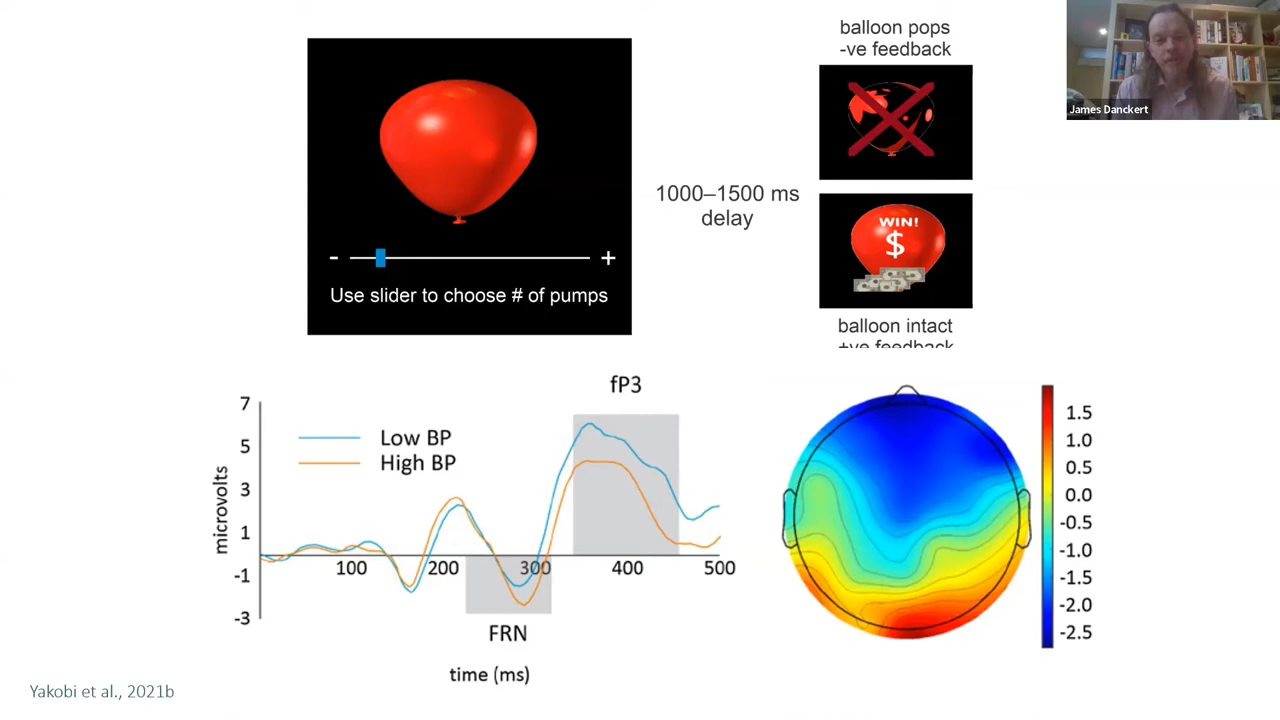 balloon pops
-ve feedback
James Danckert
1000–1500 ms
delay
WIN!
$
- +
Use slider to choose # of pumps
balloon intact
+ve feedback
fP3
7
5
3
1
-1
-3
microvolts
Low BP
High BP
100 200 300 400 500
FRN
time (ms)
1.5
1.0
0.5
0.0
-0.5
-1.0
-1.5
-2.0
-2.5
Yakobi et al., 2021b